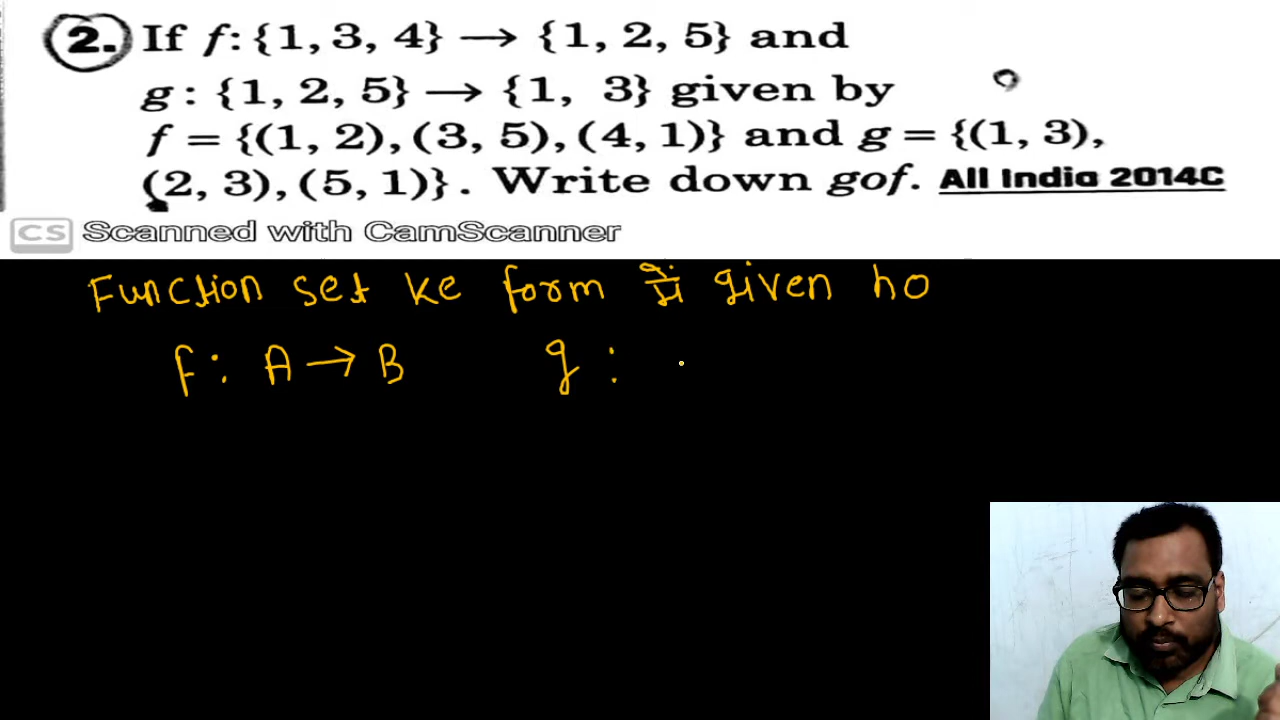 2. If f: {1, 3, 4} → {1, 2, 5} and
g : {1, 2, 5} → {1, 3} given by
f = {(1, 2), (3, 5), (4, 1)} and g = {(1, 3),
(2, 3), (5, 1)}. Write down gof. All India 2014C
CS Scanned with CamScanner
Function set ke form में given ho
f : A → B g :